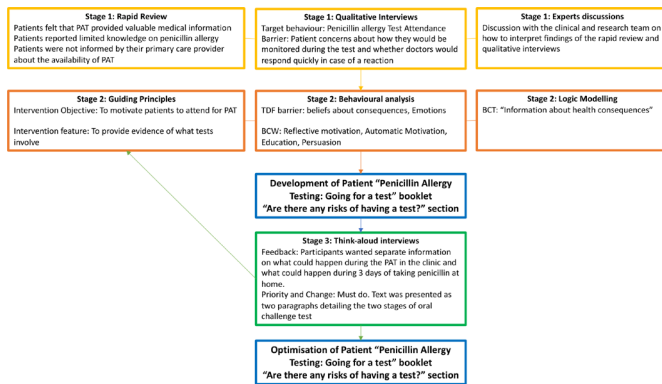 Stage 1: Rapid Review
Patients felt that PAT provided valuable medical information
Patients reported limited knowledge on penicillin allergy
Patients were not informed by their primary care provider
about the availability of PAT
Stage 1: Qualitative Interviews
Target behaviour: Penicillin allergy Test Attendance
Barrier: Patient concerns about how they would be
monitored during the test and whether doctors would
respond quickly in case of a reaction
Stage 1: Experts discussions
Discussion with the clinical and research team on
how to interpret findings of the rapid review and
qualitative interviews
Stage 2: Guiding Principles
Intervention Objective: To motivate patients to attend for PAT
Intervention feature: To provide evidence of what tests
involve
Stage 2: Behavioural analysis
TDF barrier: beliefs about consequences, Emotions
BCW: Reflective motivation, Automatic Motivation,
Education, Persuasion
Stage 2: Logic Modelling
BCT: “Information about health consequences”
Development of Patient “Penicillin Allergy
Testing: Going for a test” booklet
“Are there any risks of having a test?” section
Stage 3: Think-aloud interviews
Feedback: Participants wanted separate information
on what could happen during the PAT in the clinic and
what could happen during 3 days of taking penicillin at
home.
Priority and Change: Must do. Text was presented as
two paragraphs detailing the two stages of oral
challenge test
Optimisation of Patient “Penicillin Allergy
Testing: Going for a test” booklet
“Are there any risks of having a test?” section